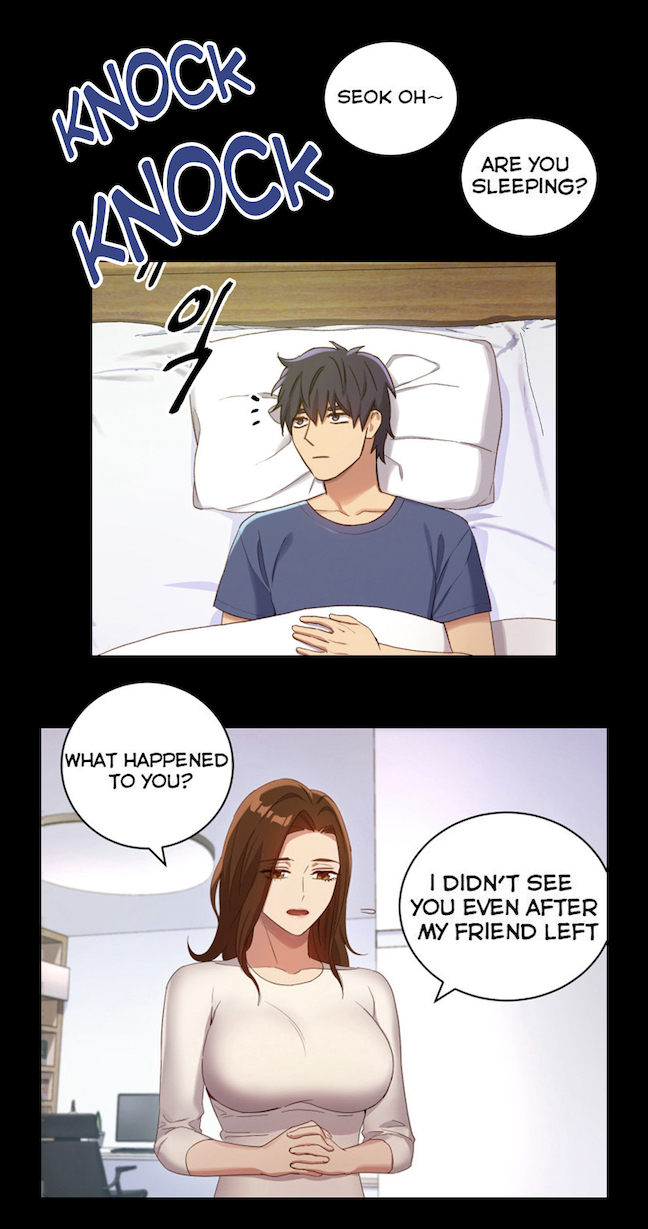 KNOCK
KNOCK
SEOK OH~
ARE YOU
SLEEPING?
WHAT HAPPENED
TO YOU?
I DIDN'T SEE
YOU EVEN AFTER
MY FRIEND LEFT